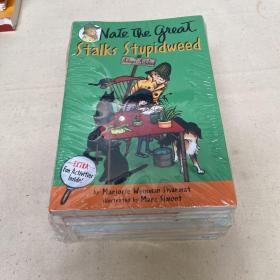 Nate the Great
Stalks Stupidweed
EXTRA
Fun Activities
Inside!
by Marjorie Weinman Sharmat
illustrated by Marc Simont